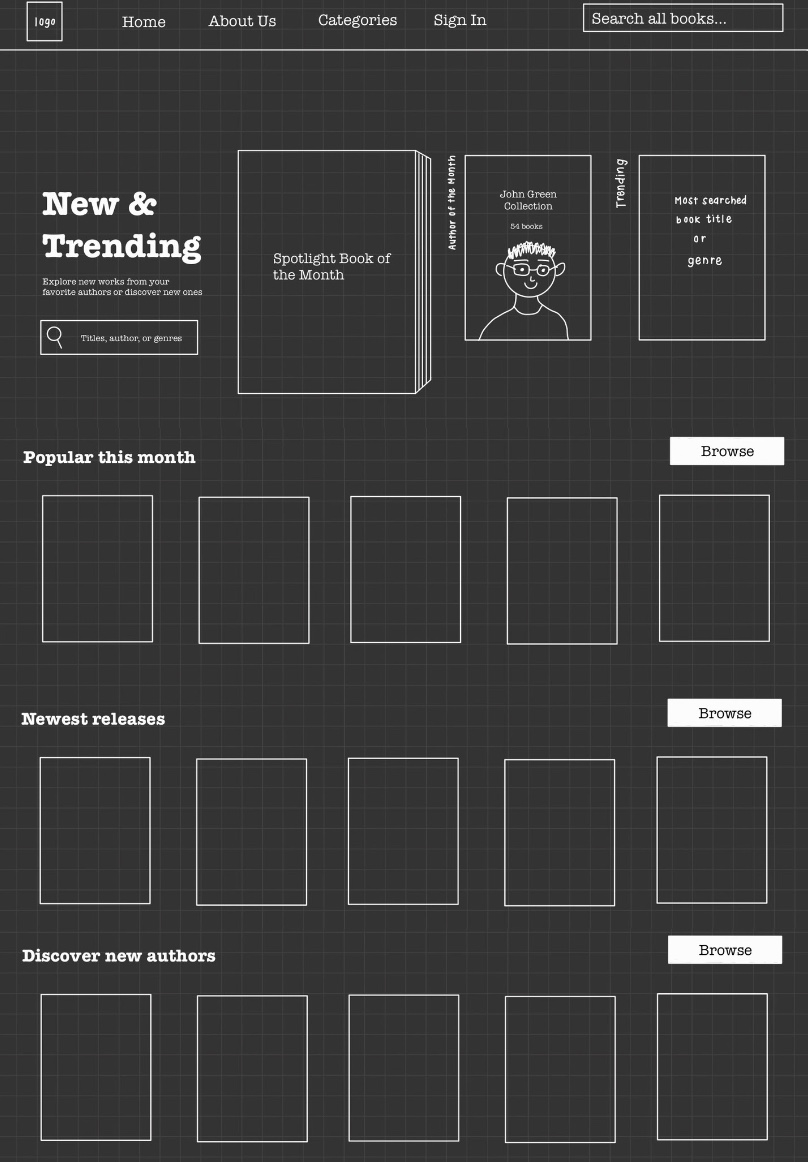 logo
Home
About Us
Categories
Sign In
Search all books...
New &
Trending
Explore new works from your
favorite authors or discover new ones
Titles, author, or genres
Spotlight Book of
the Month
Author of the Month
John Green
Collection
54 books
Trending
Most searched
book title
or
genre
Popular this month
Browse
Newest releases
Browse
Discover new authors
Browse